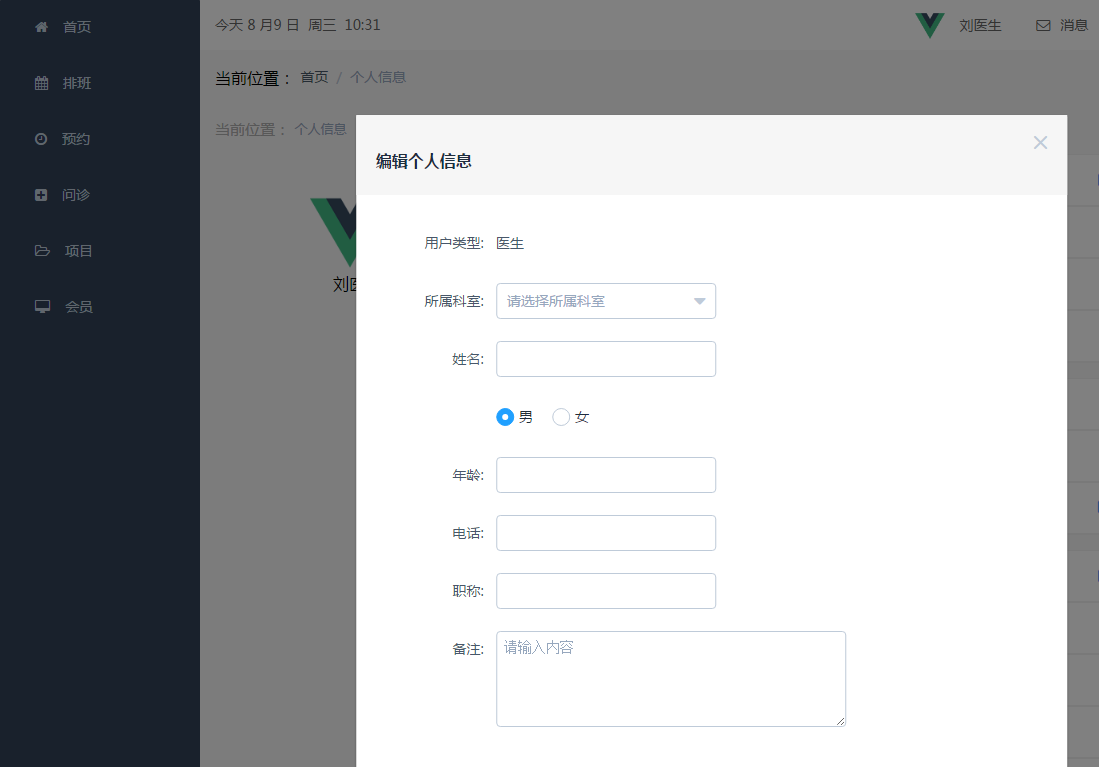 首页
排班
预约
问诊
项目
会员
今天 8 月9 日 周三 10:31
刘医生
消息
当前位置： 首页 / 个人信息
当前位置： 个人信息
编辑个人信息
用户类型: 医生
所属科室: 请选择所属科室
姓名:
男 女
年龄:
电话:
职称:
备注: 请输入内容